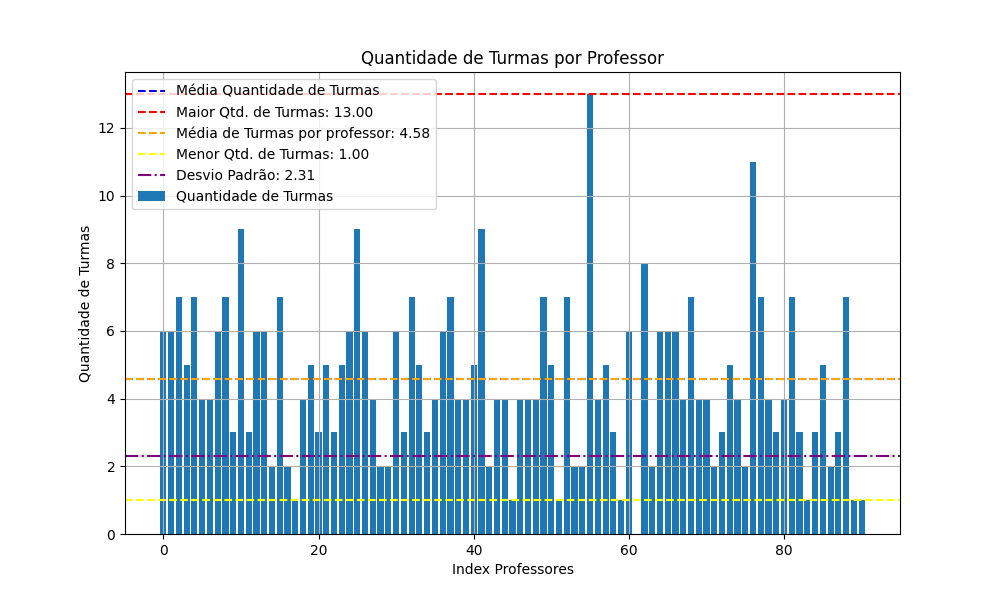 Quantidade de Turmas por Professor
Média Quantidade de Turmas
Maior Qtd. de Turmas: 13.00
Média de Turmas por professor: 4.58
Menor Qtd. de Turmas: 1.00
Desvio Padrão: 2.31
Quantidade de Turmas
Quantidade de Turmas
12
10
8
6
4
2
0
0 20 40 60 80
Index Professores